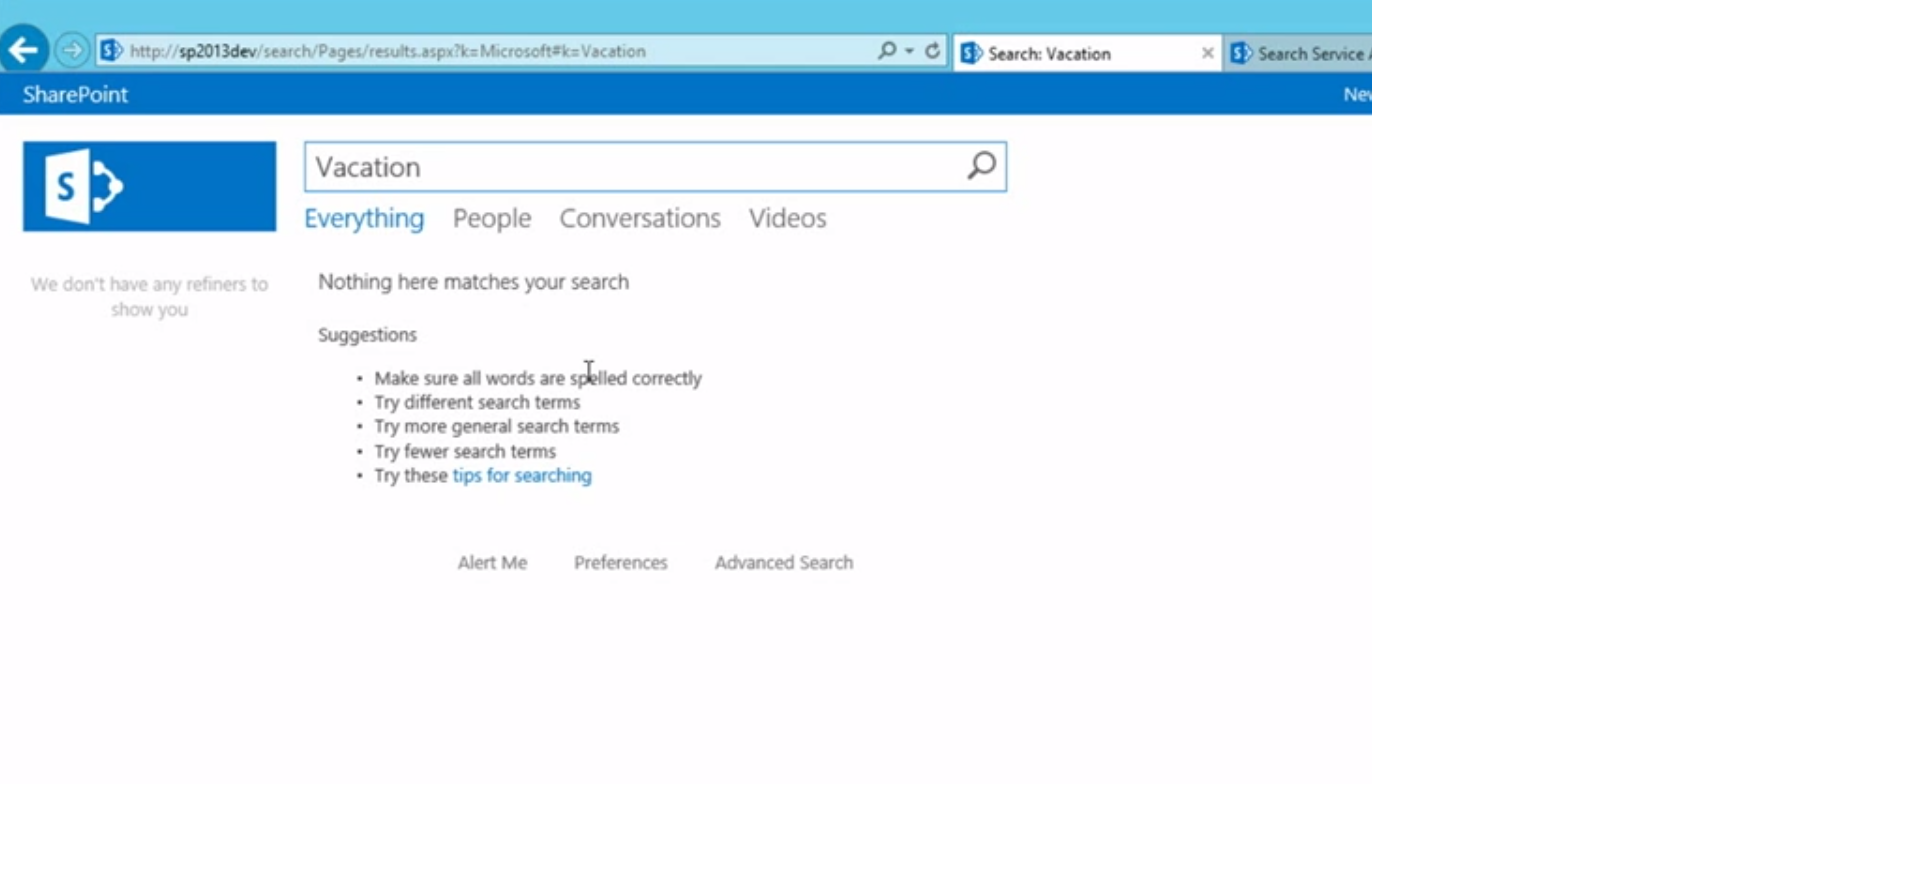 http://sp2013dev/search/Pages/results.aspx?k=Microsoft#k=Vacation
Search: Vacation
Search Service
SharePoint
S
Vacation
Everything People Conversations Videos
We don't have any refiners to
show you
Nothing here matches your search
Suggestions
• Make sure all words are spelled correctly
• Try different search terms
• Try more general search terms
• Try fewer search terms
• Try these tips for searching
Alert Me Preferences Advanced Search